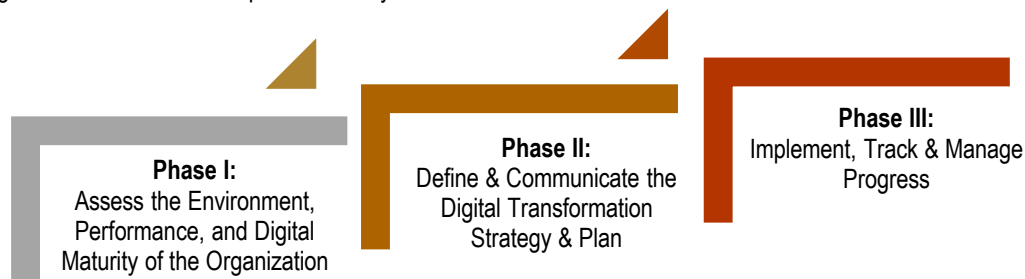 Phase I:
Assess the Environment,
Performance, and Digital
Maturity of the Organization
Phase II:
Define & Communicate the
Digital Transformation
Strategy & Plan
Phase III:
Implement, Track & Manage
Progress